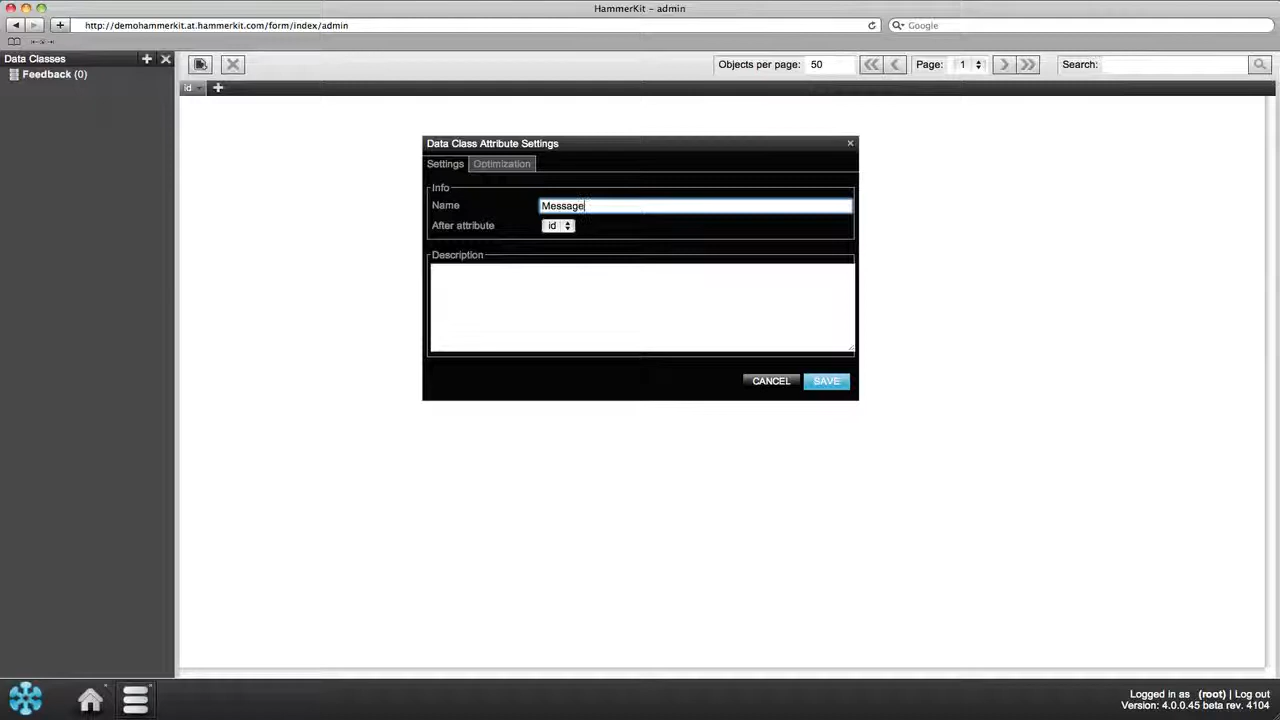 HammerKit – admin
http://demohammerkit.at.hammerkit.com/form/index/admin
Google
Data Classes
Objects per page: 50
Page: 1
Search:
Feedback (0)
id
Data Class Attribute Settings
Settings Optimization
Info
Name Message
After attribute id
Description
CANCEL SAVE
Logged in as (root) | Log out
Version: 4.0.0.45 beta rev. 4104